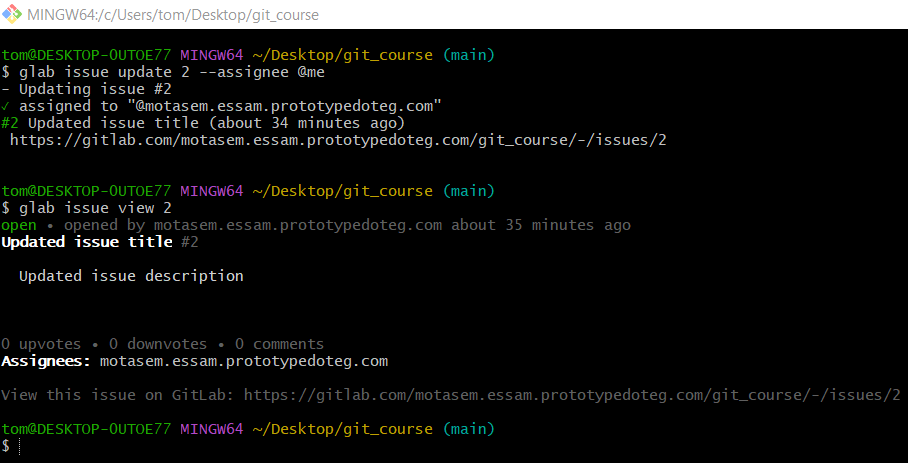 MINGW64:/c/Users/tom/Desktop/git_course
tom@DESKTOP-OUTOE77 MINGW64 ~/Desktop/git_course (main)
$ glab issue update 2 --assignee @me
- Updating issue #2
✓ assigned to "@motasem.essam.prototypedoteg.com"
#2 Updated issue title (about 34 minutes ago)
https://gitlab.com/motasem.essam.prototypedoteg.com/git_course/-/issues/2
tom@DESKTOP-OUTOE77 MINGW64 ~/Desktop/git_course (main)
$ glab issue view 2
open • opened by motasem.essam.prototypedoteg.com about 35 minutes ago
Updated issue title #2
Updated issue description
0 upvotes • 0 downvotes • 0 comments
Assignees: motasem.essam.prototypedoteg.com
View this issue on GitLab: https://gitlab.com/motasem.essam.prototypedoteg.com/git_course/-/issues/2
tom@DESKTOP-OUTOE77 MINGW64 ~/Desktop/git_course (main)
$